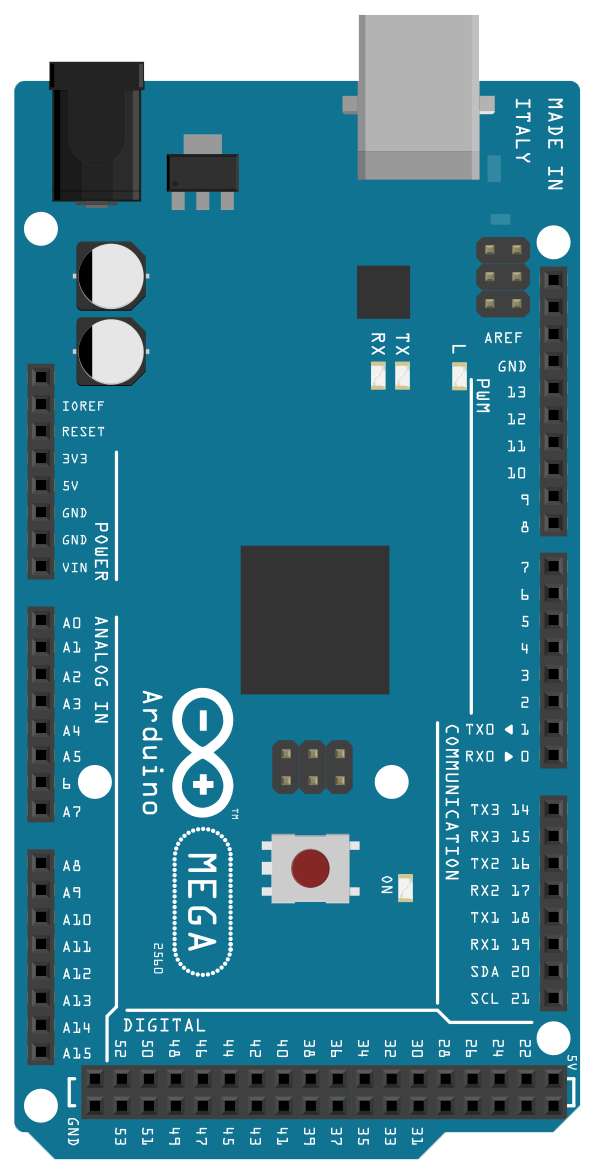 MADE IN
ITALY
RX
TX
L
PWM
AREF
GND
13
12
11
10
9
8
IOREF
RESET
3V3
5V
GND
GND
VIN
POWER
7
6
5
4
3
2
TX0 ◀ 1
RX0 ▶ 0
ANALOG IN
A0
A1
A2
A3
A4
A5
6
A7
Arduino
TM
COMMUNICATION
TX3 14
RX3 15
TX2 16
RX2 17
TX1 18
RX1 19
SDA 20
SCL 21
A8
A9
A10
A11
A12
A13
A14
A15
MEGA
2560
ON
DIGITAL
52 50 48 46 44 42 40 38 36 34 32 30 28 26 24 22
5V
GND
53 51 49 47 45 43 41 39 37 35 33 31